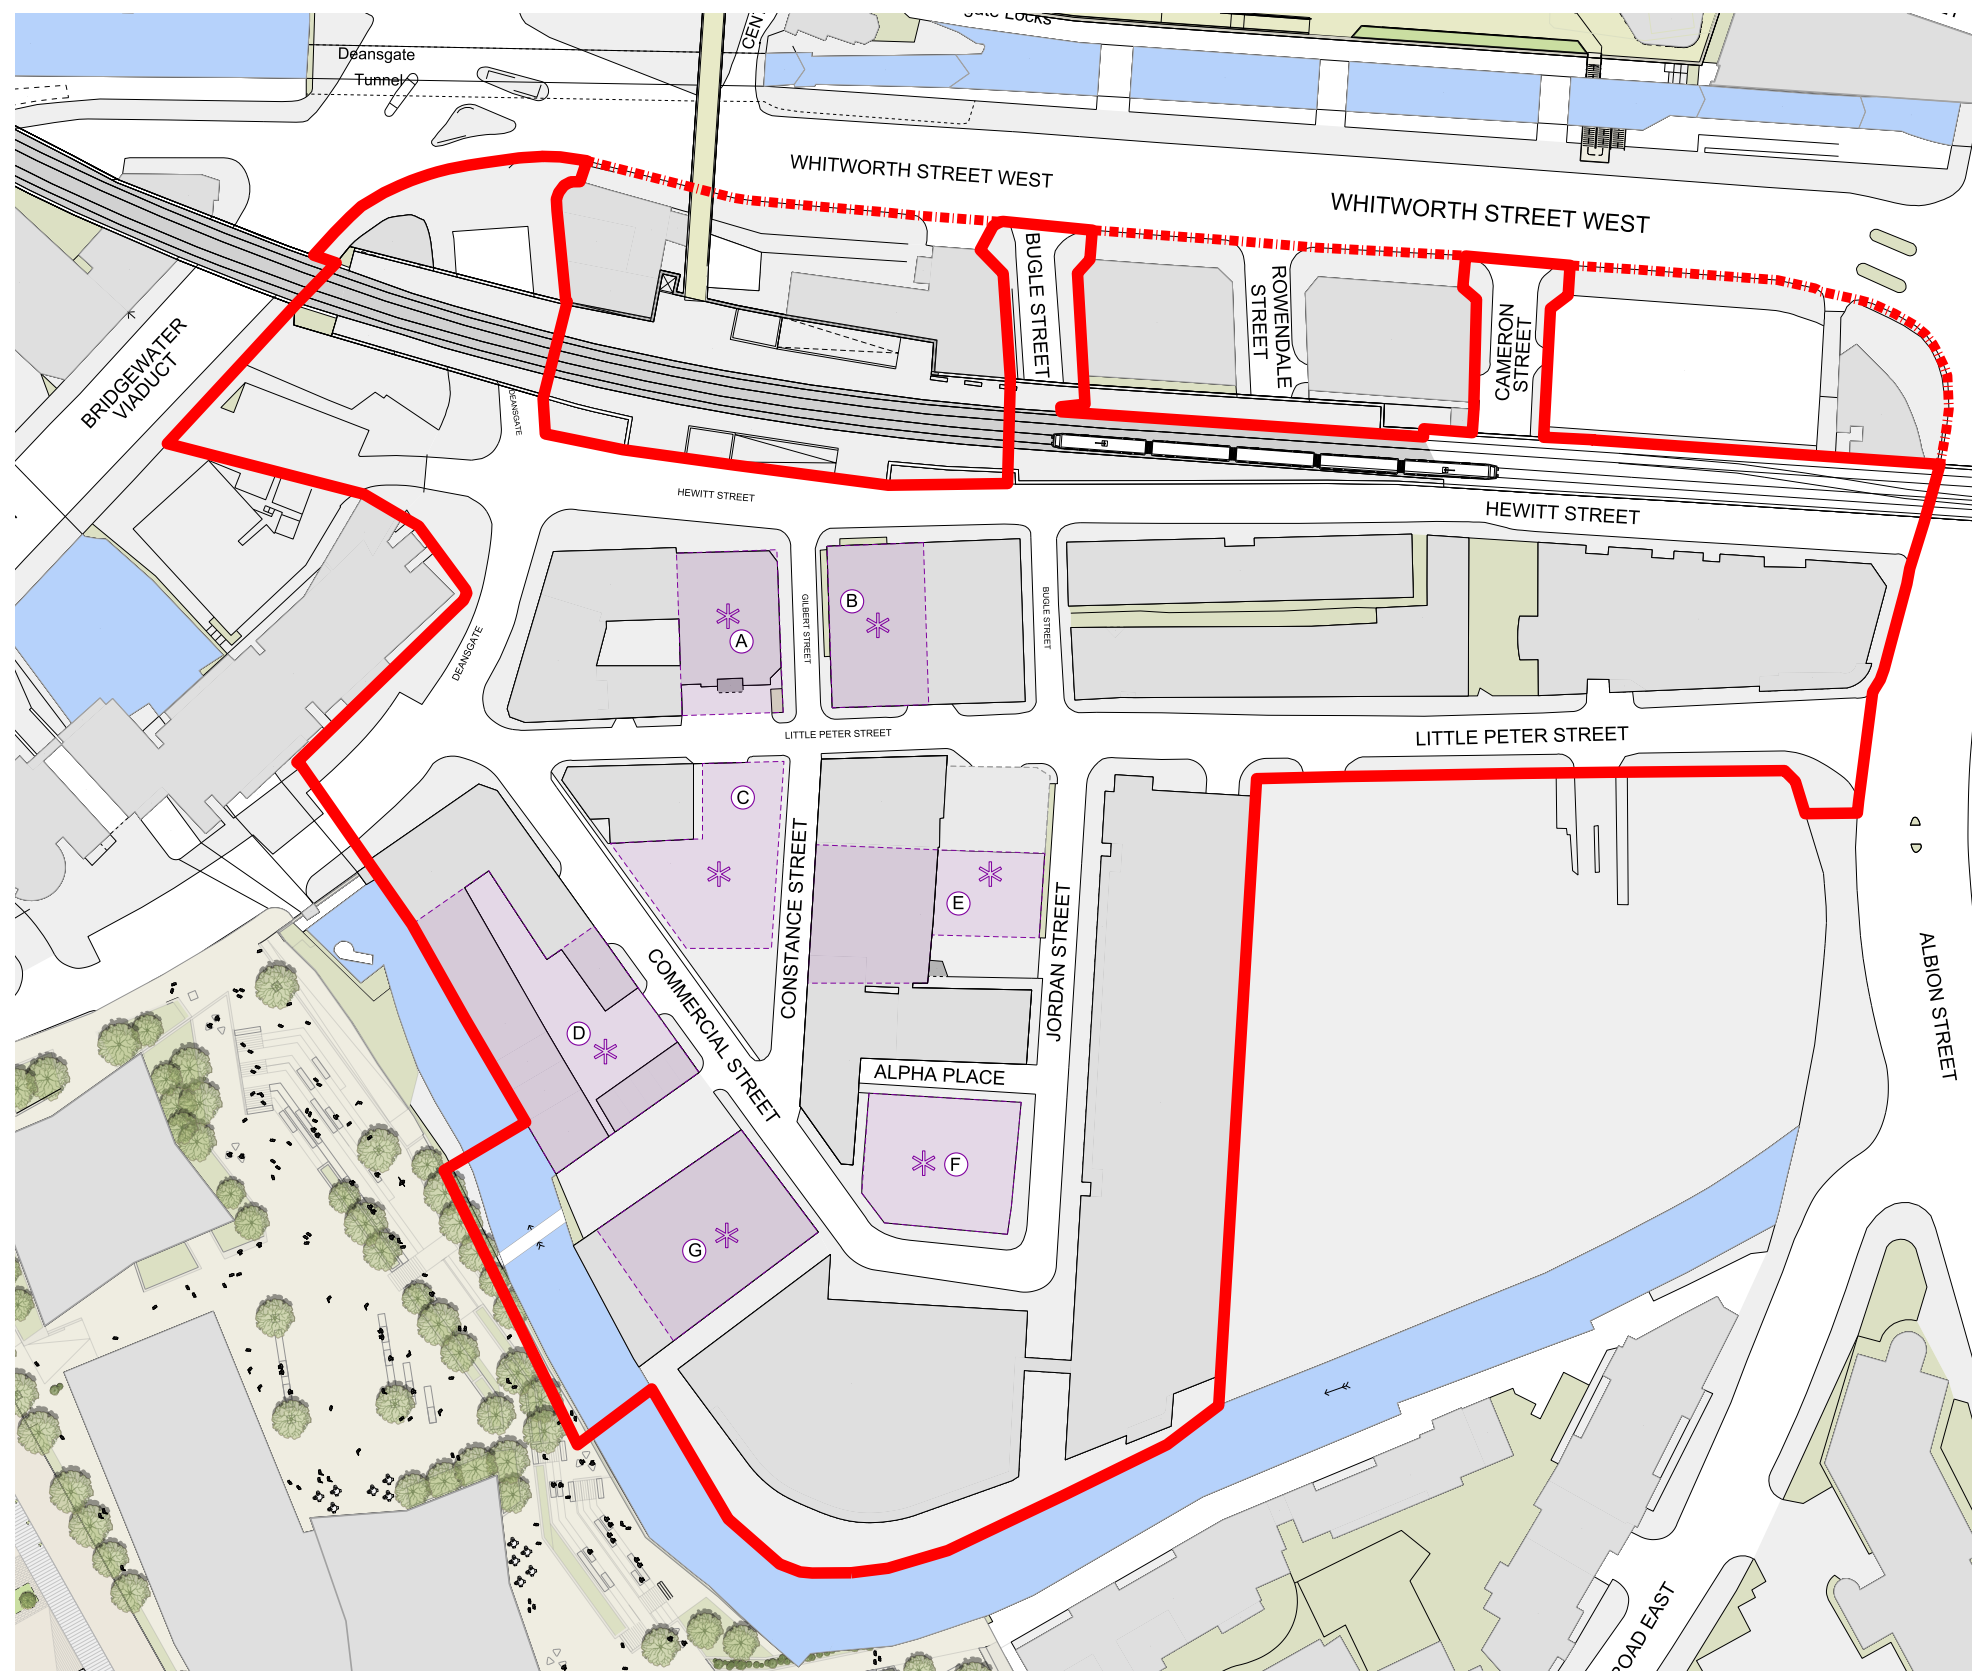 Deansgate
Tunnel
Locks
WHITWORTH STREET WEST
WHITWORTH STREET WEST
BUGLE STREET
ROWENDALE
STREET
CAMERON
STREET
BRIDGEWATER
VIADUCT
DEANSGATE
HEWITT STREET
HEWITT STREET
A
B
GILBERT STREET
BUGLE STREET
DEANSGATE
LITTLE PETER STREET
LITTLE PETER STREET
C
CONSTANCE STREET
E
JORDAN STREET
COMMERCIAL STREET
D
ALBION STREET
ALPHA PLACE
F
G
ROAD EAST